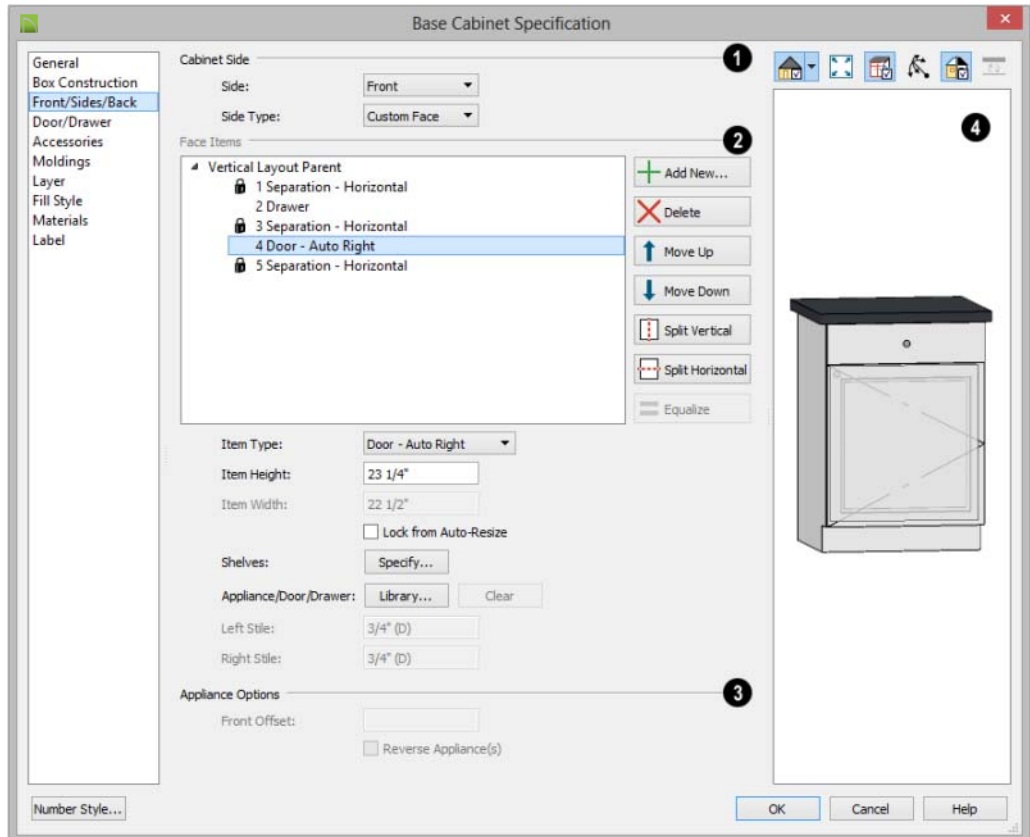 Base Cabinet Specification
General
Box Construction
Front/Sides/Back
Door/Drawer
Accessories
Moldings
Layer
Fill Style
Materials
Label
Cabinet Side
1
Side: Front
Side Type: Custom Face
Face Items
2
Vertical Layout Parent
1 Separation - Horizontal
2 Drawer
3 Separation - Horizontal
4 Door - Auto Right
5 Separation - Horizontal
Add New...
Delete
Move Up
Move Down
Split Vertical
Split Horizontal
Equalize
Item Type: Door - Auto Right
Item Height: 23 1/4"
Item Width: 22 1/2"
Lock from Auto-Resize
Shelves: Specify...
Appliance/Door/Drawer: Library... Clear
Left Stile: 3/4" (D)
Right Stile: 3/4" (D)
Appliance Options
3
Front Offset:
Reverse Appliance(s)
4
Number Style...
OK Cancel Help